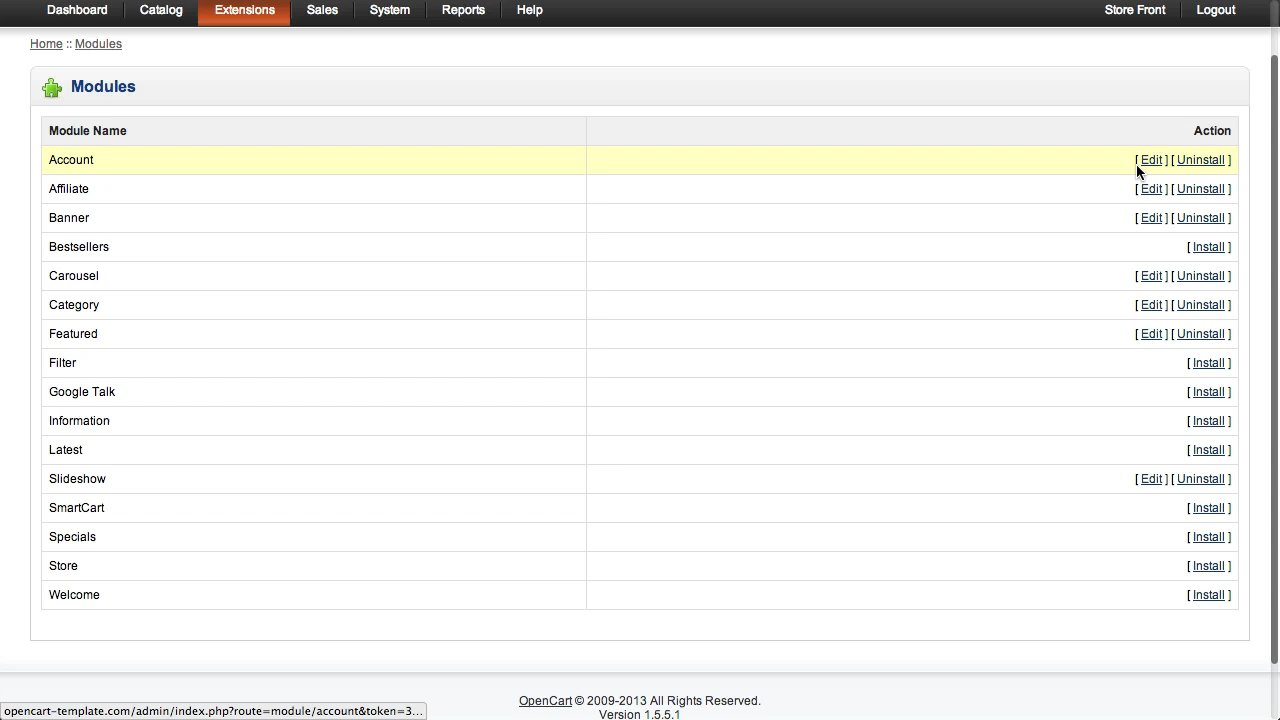 Dashboard Catalog Extensions Sales System Reports Help Store Front Logout
Home :: Modules
Modules
Module Name Action
Account [ Edit ] [ Uninstall ]
Affiliate [ Edit ] [ Uninstall ]
Banner [ Edit ] [ Uninstall ]
Bestsellers [ Install ]
Carousel [ Edit ] [ Uninstall ]
Category [ Edit ] [ Uninstall ]
Featured [ Edit ] [ Uninstall ]
Filter [ Install ]
Google Talk [ Install ]
Information [ Install ]
Latest [ Install ]
Slideshow [ Edit ] [ Uninstall ]
SmartCart [ Install ]
Specials [ Install ]
Store [ Install ]
Welcome [ Install ]
OpenCart © 2009-2013 All Rights Reserved.
Version 1.5.5.1
opencart-template.com/admin/index.php?route=module/account&token=3...